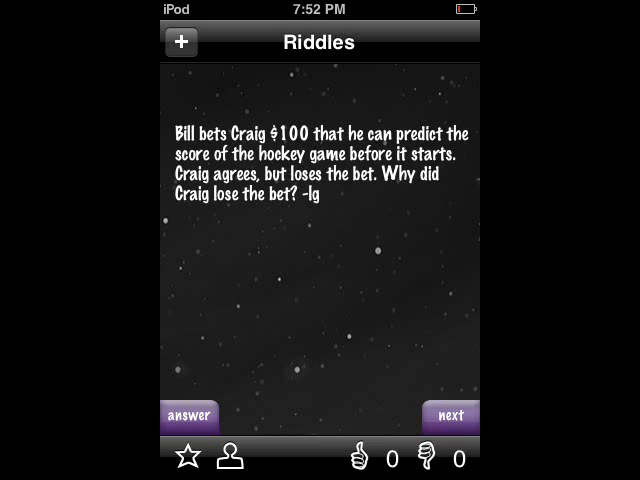 iPod 7:52 PM
+ Riddles
Bill bets Craig $100 that he can predict the
score of the hockey game before it starts.
Craig agrees, but loses the bet. Why did
Craig lose the bet? -lg
answer next
0 0